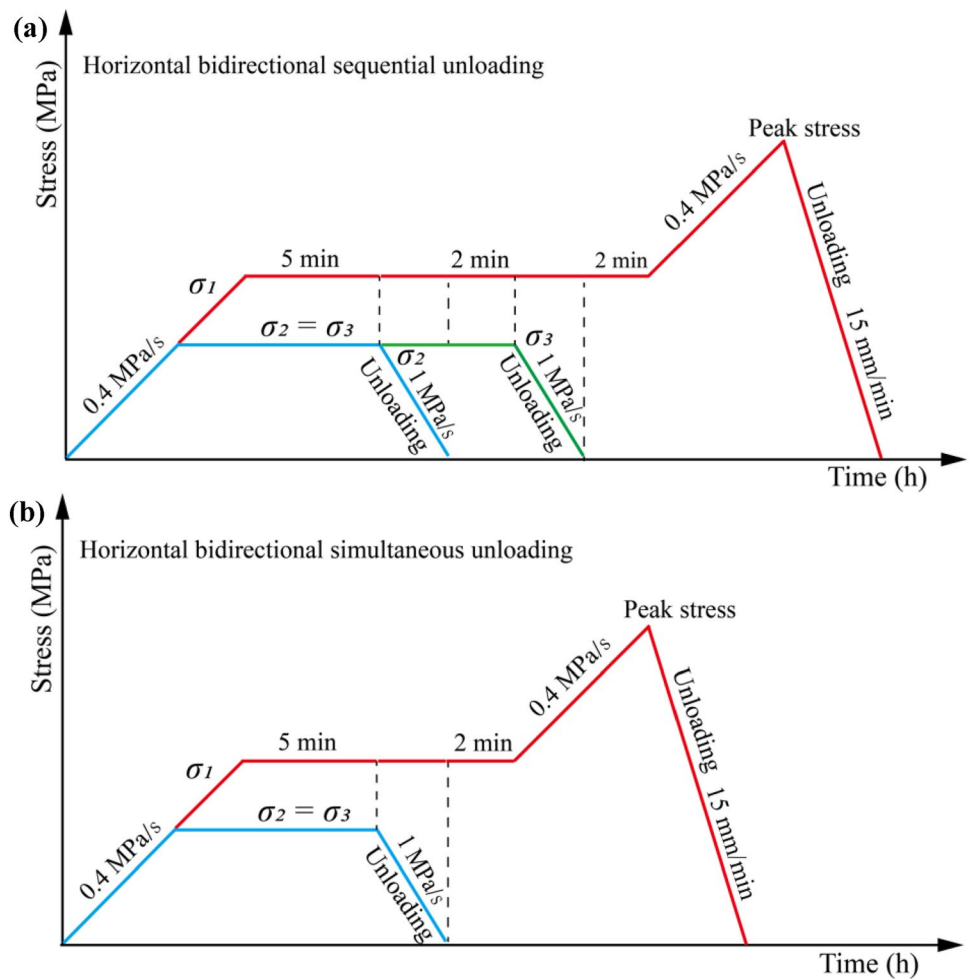 (a)
Horizontal bidirectional sequential unloading
Stress (MPa)
Peak stress
0.4 MPa/s
Unloading 15 mm/min
5 min
2 min
2 min
σ1
σ2 = σ3
0.4 MPa/s
σ2
1 MPa/s
Unloading
σ3
1 MPa/s
Unloading
Time (h)
(b)
Horizontal bidirectional simultaneous unloading
Stress (MPa)
Peak stress
0.4 MPa/s
Unloading 15 mm/min
5 min
2 min
σ1
σ2 = σ3
0.4 MPa/s
1 MPa/s
Unloading
Time (h)